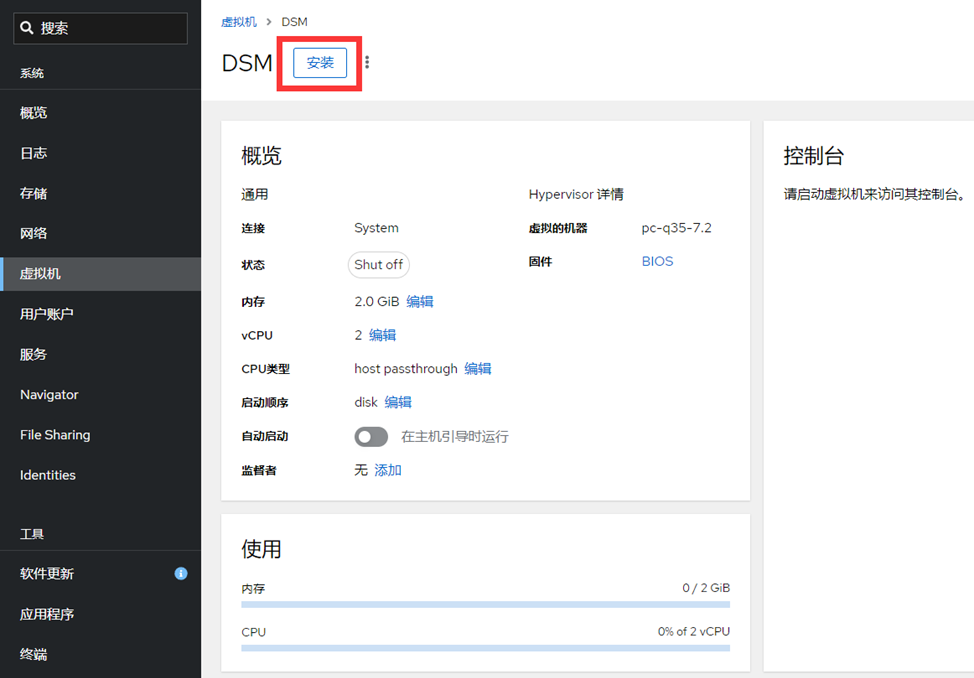 搜索
系统
概览
日志
存储
网络
虚拟机
用户账户
服务
Navigator
File Sharing
Identities
工具
软件更新
应用程序
终端
虚拟机 > DSM
DSM 安装
概览
通用
连接 System
状态 Shut off
内存 2.0 GiB 编辑
vCPU 2 编辑
CPU类型 host passthrough 编辑
启动顺序 disk 编辑
自动启动 在主机引导时运行
监督者 无 添加
Hypervisor 详情
虚拟的机器 pc-q35-7.2
固件 BIOS
使用
内存 0 / 2 GiB
CPU 0% of 2 vCPU
控制台
请启动虚拟机来访问其控制台。